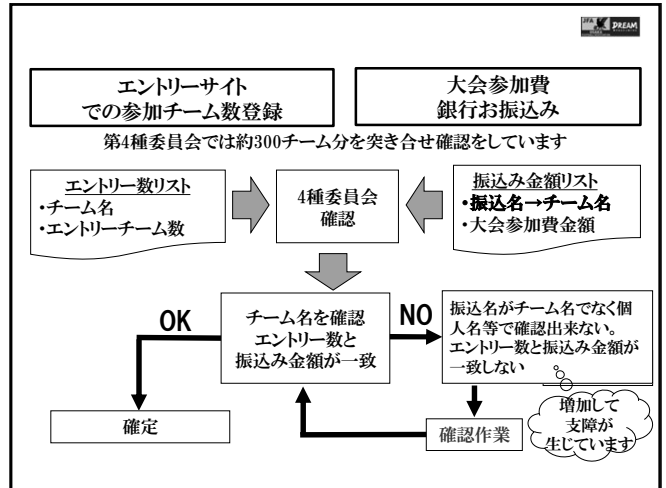 JFA
DREAM
エントリーサイト
での参加チーム数登録
大会参加費
銀行お振込み
第4種委員会では約300チーム分を突き合せ確認をしています
エントリー数リスト
・チーム名
・エントリーチーム数
4種委員会
確認
振込み金額リスト
・振込名→チーム名
・大会参加費金額
OK
チーム名を確認
エントリー数と
振込み金額が一致
NO
振込名がチーム名でなく個
人名等で確認出来ない。
エントリー数と振込み金額が
一致しない
増加して
支障が
生じています
確定
確認作業